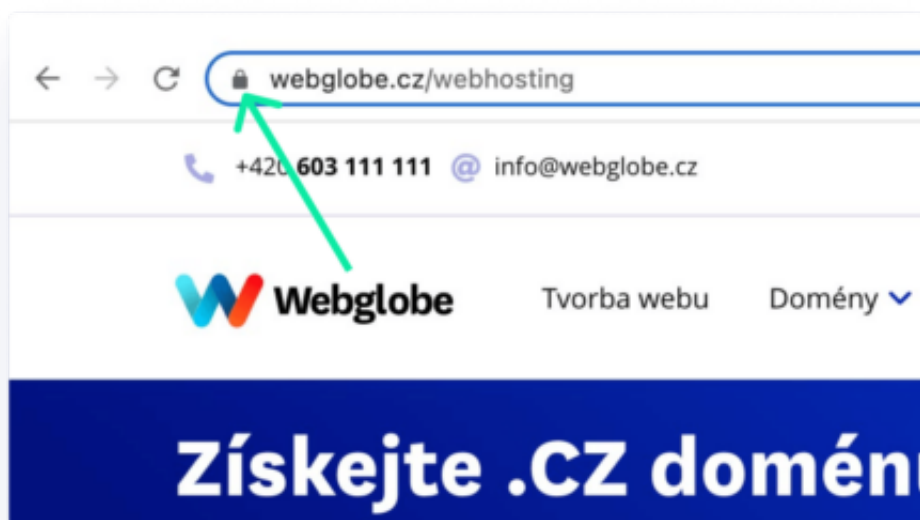 webglobe.cz/webhosting
+420 603 111 111 @ info@webglobe.cz
Webglobe Tvorba webu Domény
Získejte .CZ doménu